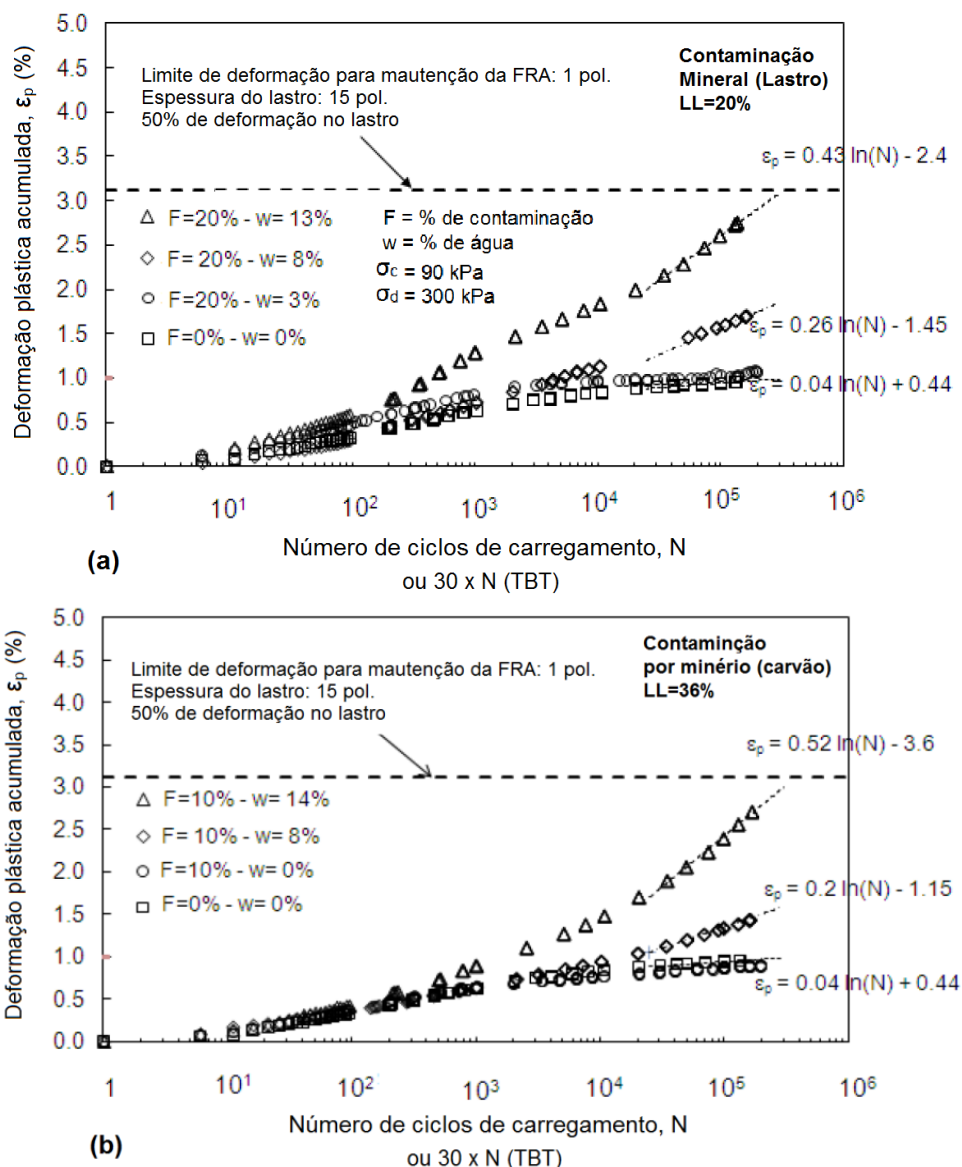 5.0
4.5
4.0
3.5
3.0
2.5
2.0
1.5
1.0
0.5
0.0
Deformação plástica acumulada, εp (%)
Contaminação
Mineral (Lastro)
LL=20%
Limite de deformação para mautenção da FRA: 1 pol.
Espessura do lastro: 15 pol.
50% de deformação no lastro
εp = 0.43 ln(N) - 2.4
F=20% - w= 13%
F= 20% - w= 8%
F=20% - w= 3%
F=0% - w= 0%
F = % de contaminação
w = % de água
σc = 90 kPa
σd = 300 kPa
εp = 0.26 ln(N) - 1.45
εp = 0.04 ln(N) + 0.44
1 10¹ 10² 10³ 10⁴ 10⁵ 10⁶
(a)
Número de ciclos de carregamento, N
ou 30 x N (TBT)
5.0
4.5
4.0
3.5
3.0
2.5
2.0
1.5
1.0
0.5
0.0
Deformação plástica acumulada, εp (%)
Contaminção
por minério (carvão)
LL=36%
Limite de deformação para mautenção da FRA: 1 pol.
Espessura do lastro: 15 pol.
50% de deformação no lastro
εp = 0.52 ln(N) - 3.6
F=10% - w= 14%
F= 10% - w= 8%
F=10% - w= 0%
F=0% - w= 0%
εp = 0.2 ln(N) - 1.15
εp = 0.04 ln(N) + 0.44
1 10¹ 10² 10³ 10⁴ 10⁵ 10⁶
(b)
Número de ciclos de carregamento, N
ou 30 x N (TBT)